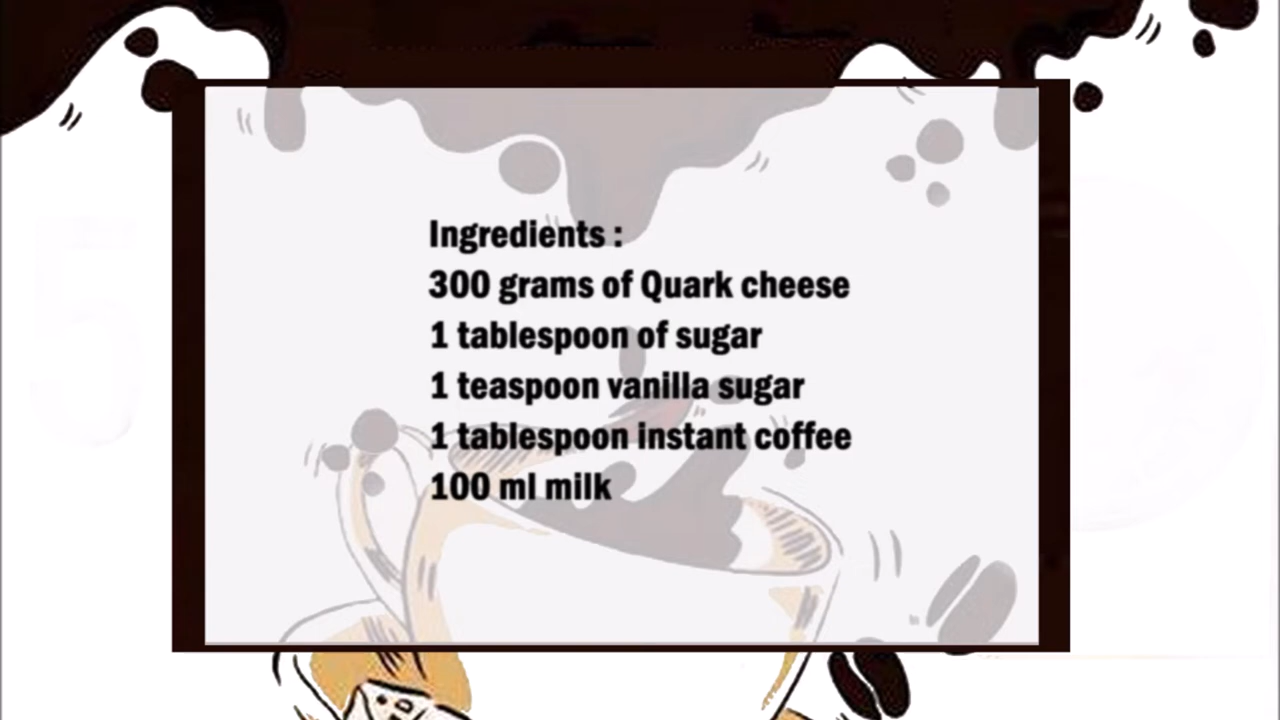 Ingredients :
300 grams of Quark cheese
1 tablespoon of sugar
1 teaspoon vanilla sugar
1 tablespoon instant coffee
100 ml milk